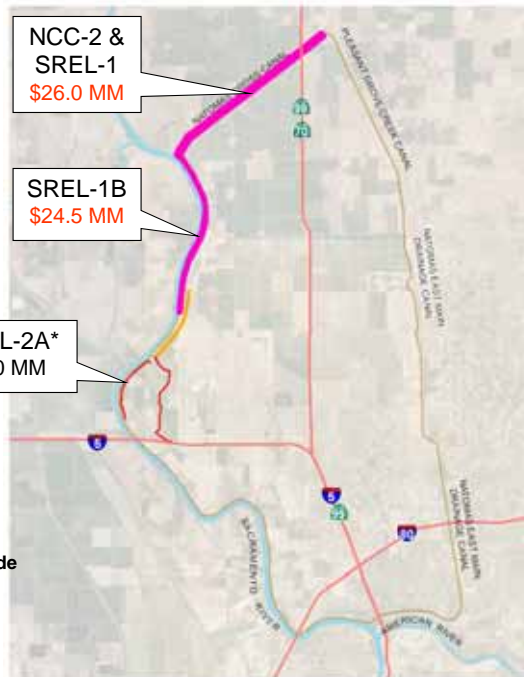 NCC-2 &
SREL-1
$26.0 MM
NATOMAS CROSS CANAL
PLEASANT GROVE CREEK CANAL
99
70
SREL-1B
$24.5 MM
NATOMAS EAST MAIN
DRAINAGE CANAL
L-2A*
0 MM
5
5
99
80
NATOMAS EAST MAIN
DRAINAGE CANAL
de
SACRAMENTO RIVER
AMERICAN RIVER